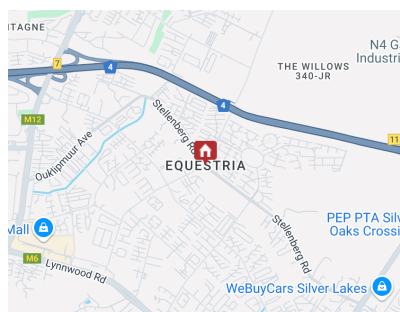 NTAGNE
N4 G
Industri
7
4
THE WILLOWS
340-JR
4
M12
Stellenberg Rd
11
Ouklipmuur Ave
EQUESTRIA
Stellenberg Rd
PEP PTA Silv
Oaks Crossi
Mall
M6
Lynnwood Rd
WeBuyCars Silver Lakes